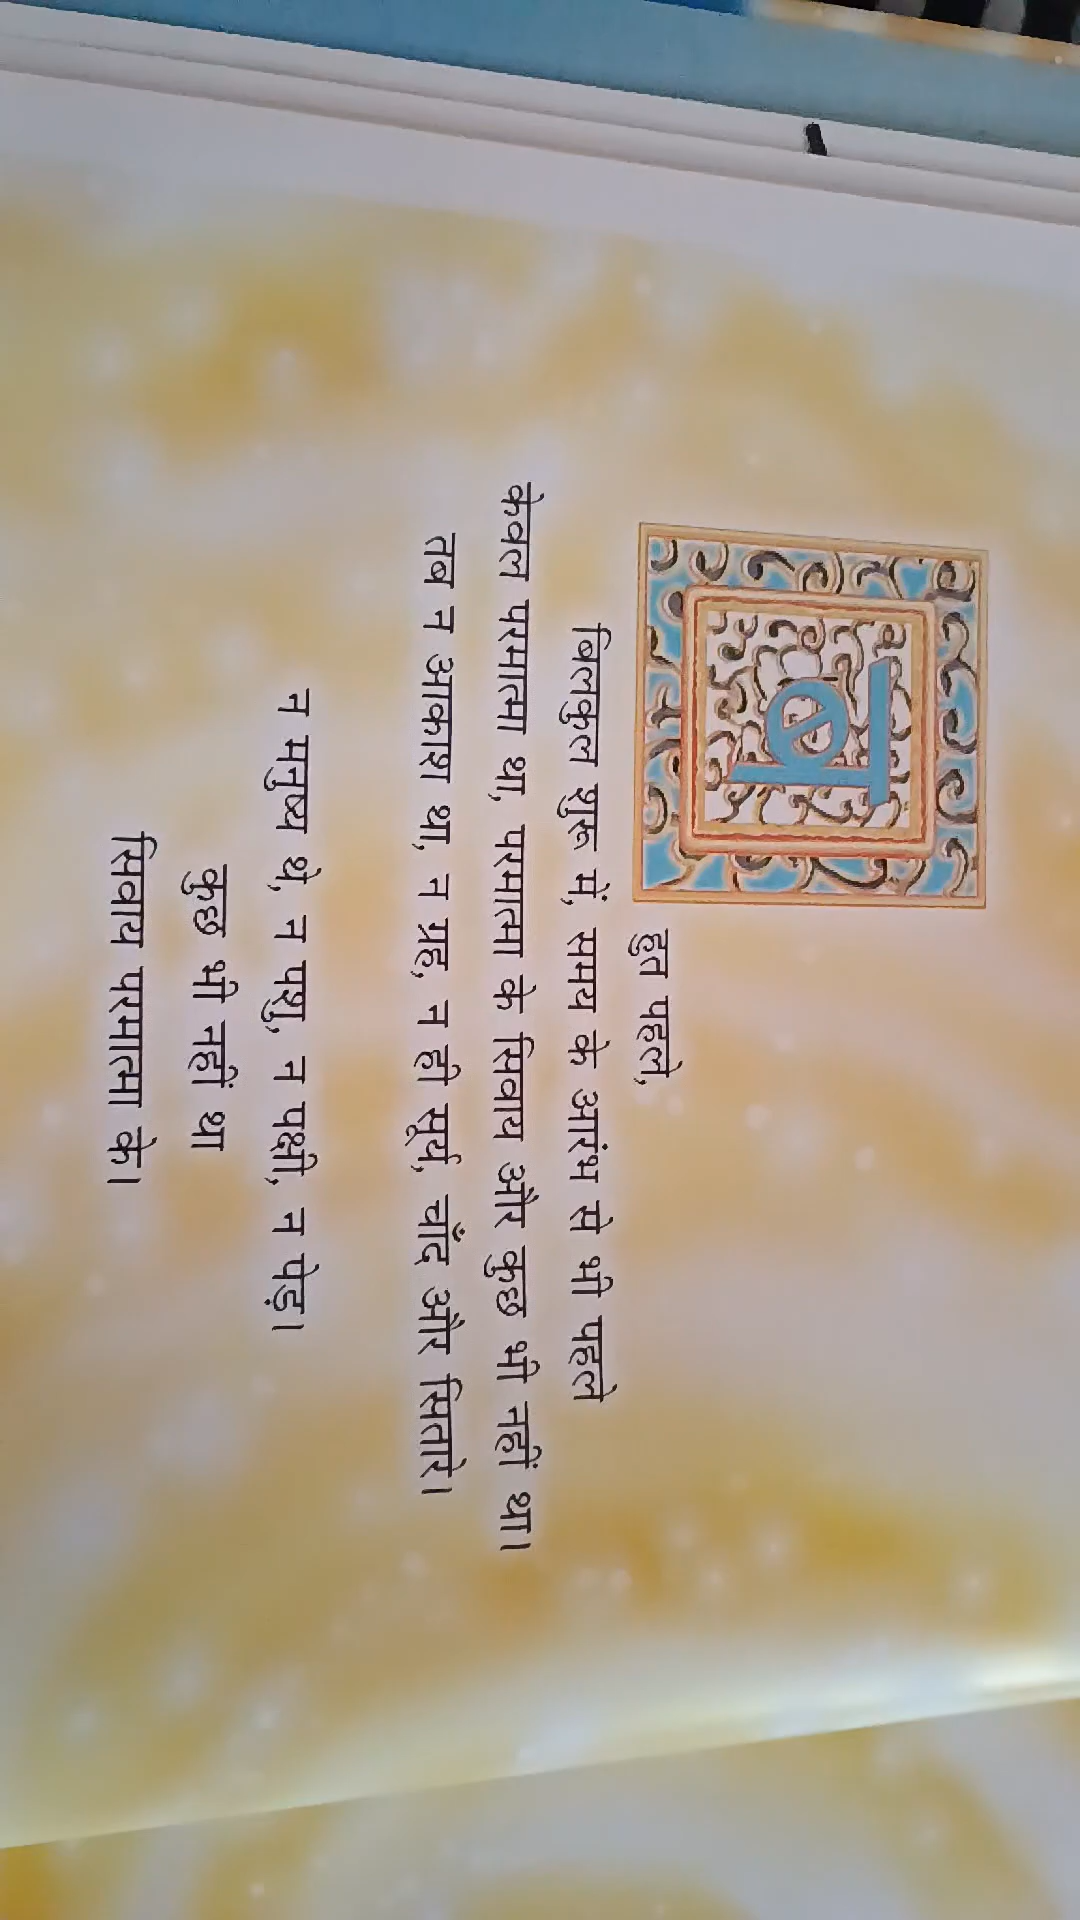 बहुत पहले,
बिलकुल शुरू में, समय के आरंभ से भी पहले
केवल परमात्मा था, परमात्मा के सिवाय और कुछ भी नहीं था।
तब न आकाश था, न ग्रह, न ही सूर्य, चाँद और सितारे।
न मनुष्य थे, न पशु, न पक्षी, न पेड़।
कुछ भी नहीं था
सिवाय परमात्मा के।